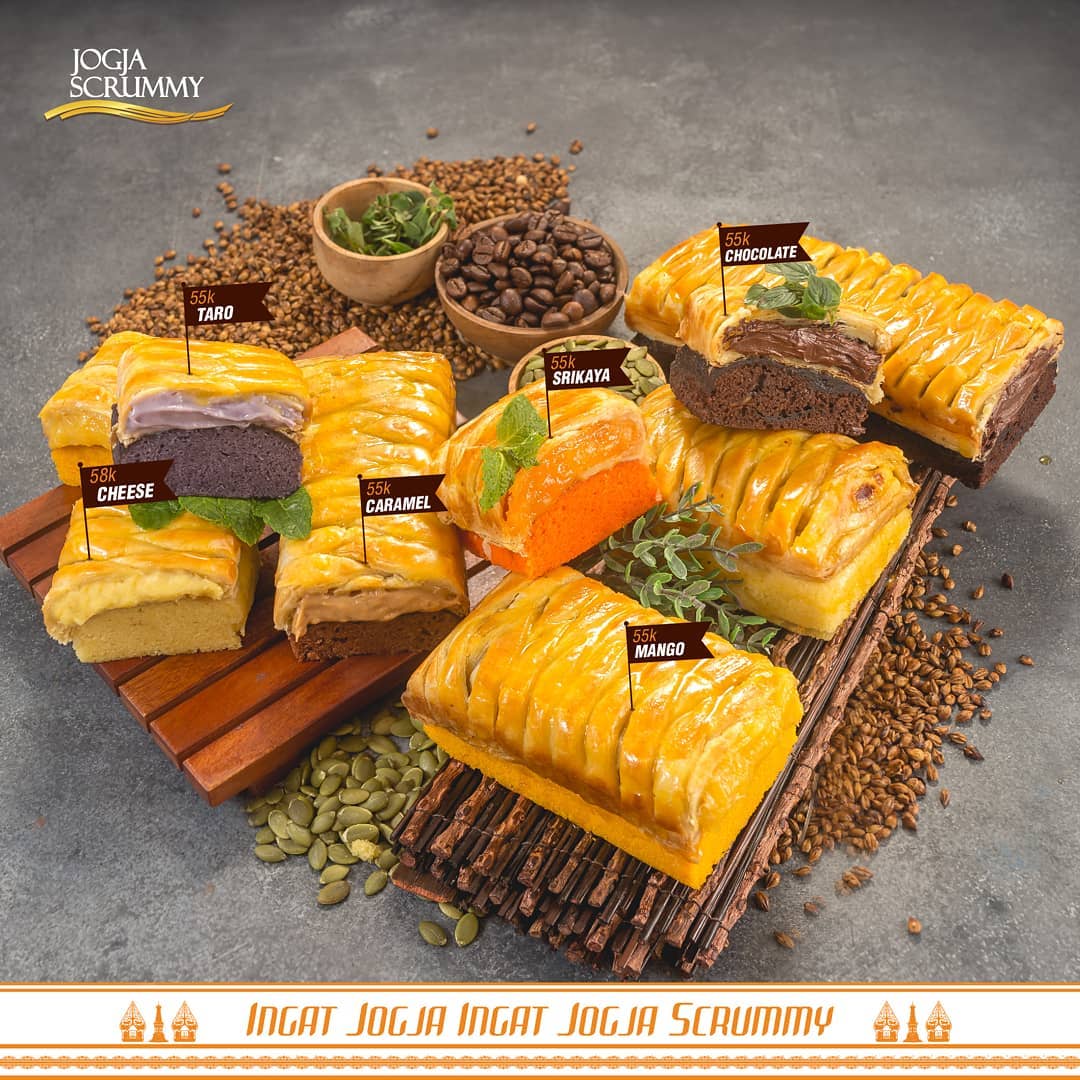 JOGJA
SCRUMMY
55k
CHOCOLATE
55k
TARO
55k
SRIKAYA
58k
CHEESE
55k
CARAMEL
55k
MANGO
INGAT JOGJA INGAT JOGJA SCRUMMY